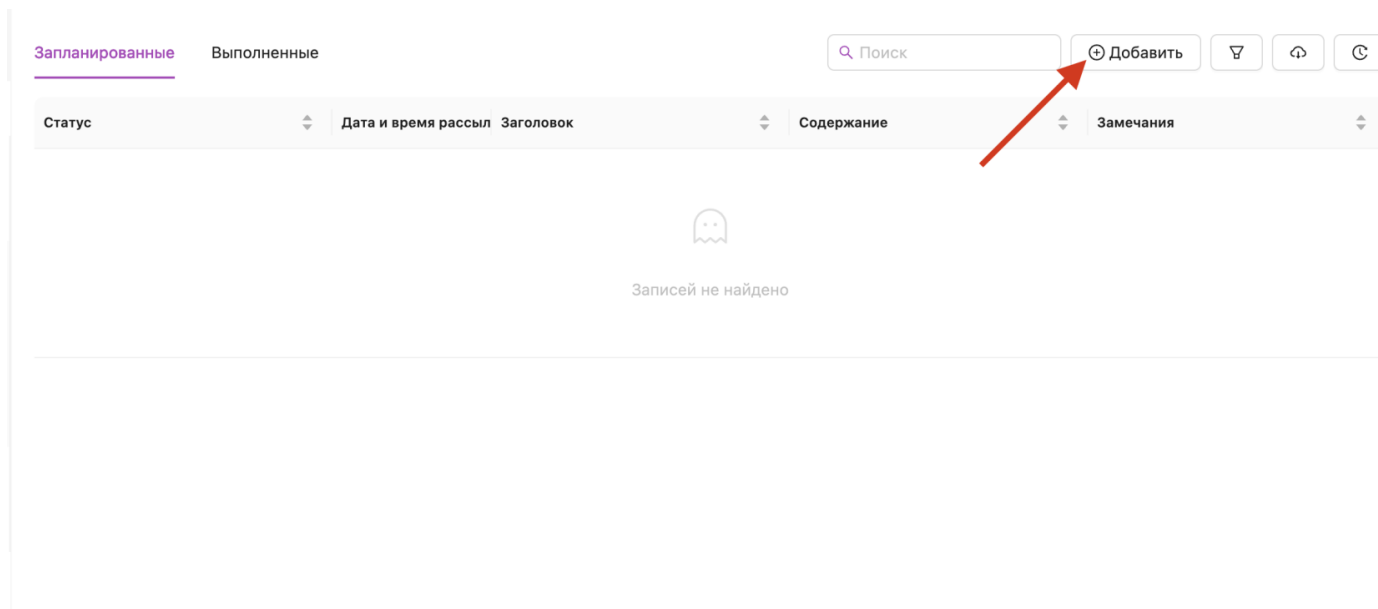 Запланированные Выполненные Поиск Добавить
Статус Дата и время рассыл Заголовок Содержание Замечания
Записей не найдено